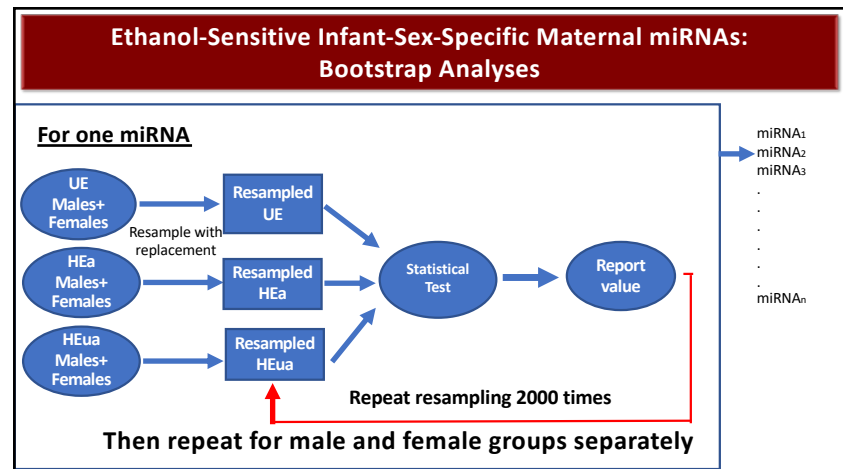 Ethanol-Sensitive Infant-Sex-Specific Maternal miRNAs:
Bootstrap Analyses
For one miRNA
UE
Males+
Females
Resampled
UE
Resample with
replacement
HEa
Males+
Females
Resampled
HEa
HEua
Males+
Females
Resampled
HEua
Statistical
Test
Report
value
Repeat resampling 2000 times
Then repeat for male and female groups separately
miRNA₁
miRNA₂
miRNA₃
.
.
.
.
.
.
miRNAₙ